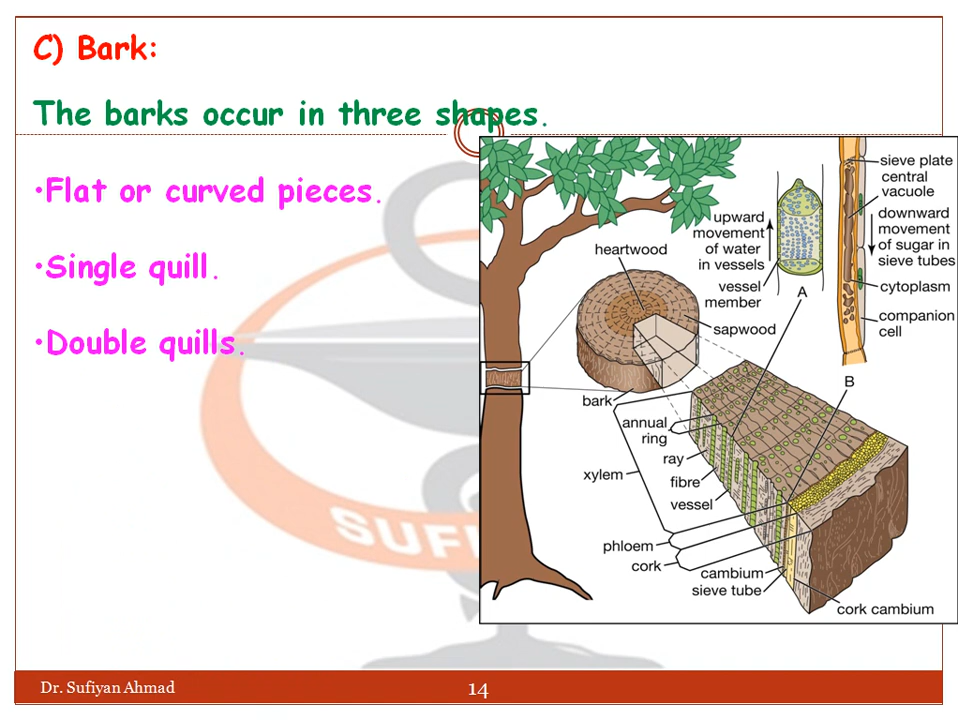 C) Bark:
The barks occur in three shapes.
•Flat or curved pieces.
•Single quill.
•Double quills.
sieve plate
central
vacuole
upward
movement
of water
in vessels
downward
movement
of sugar in
sieve tubes
heartwood
vessel
member
A
cytoplasm
companion
cell
sapwood
B
bark
annual
ring
ray
xylem
fibre
vessel
phloem
cork
cambium
sieve tube
cork cambium
SUFI
Dr. Sufiyan Ahmad
14